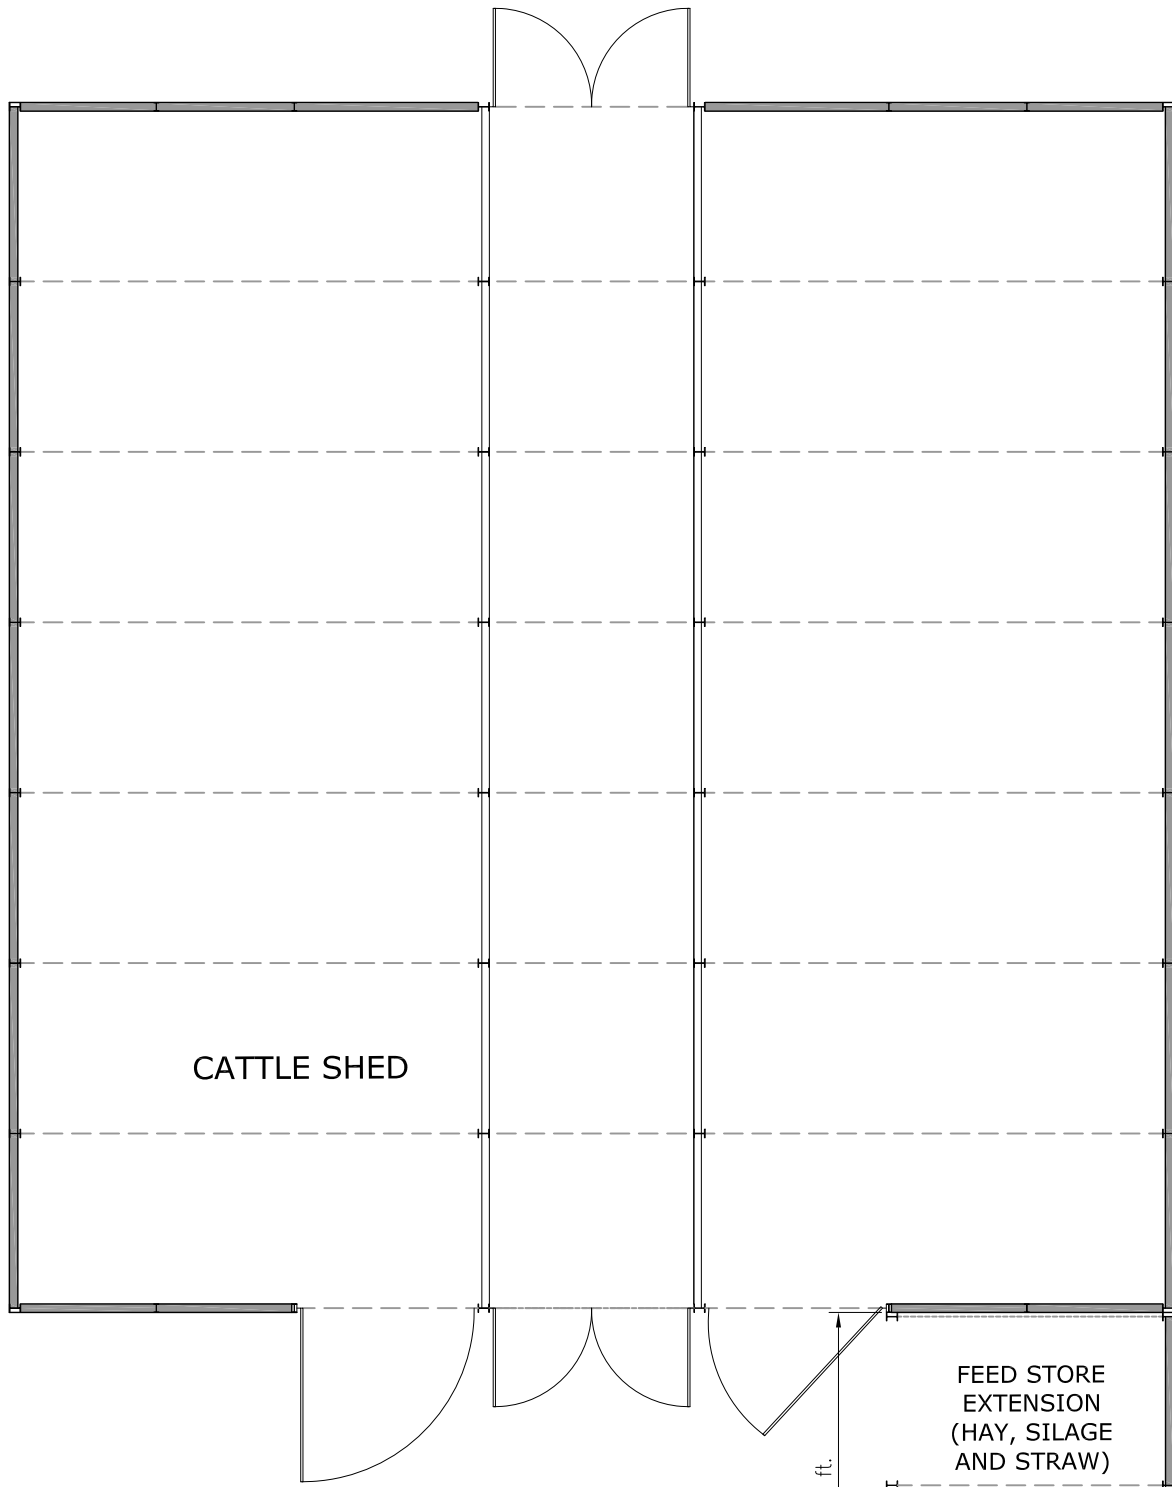 CATTLE SHED
FEED STORE
EXTENSION
(HAY, SILAGE
AND STRAW)
ft.